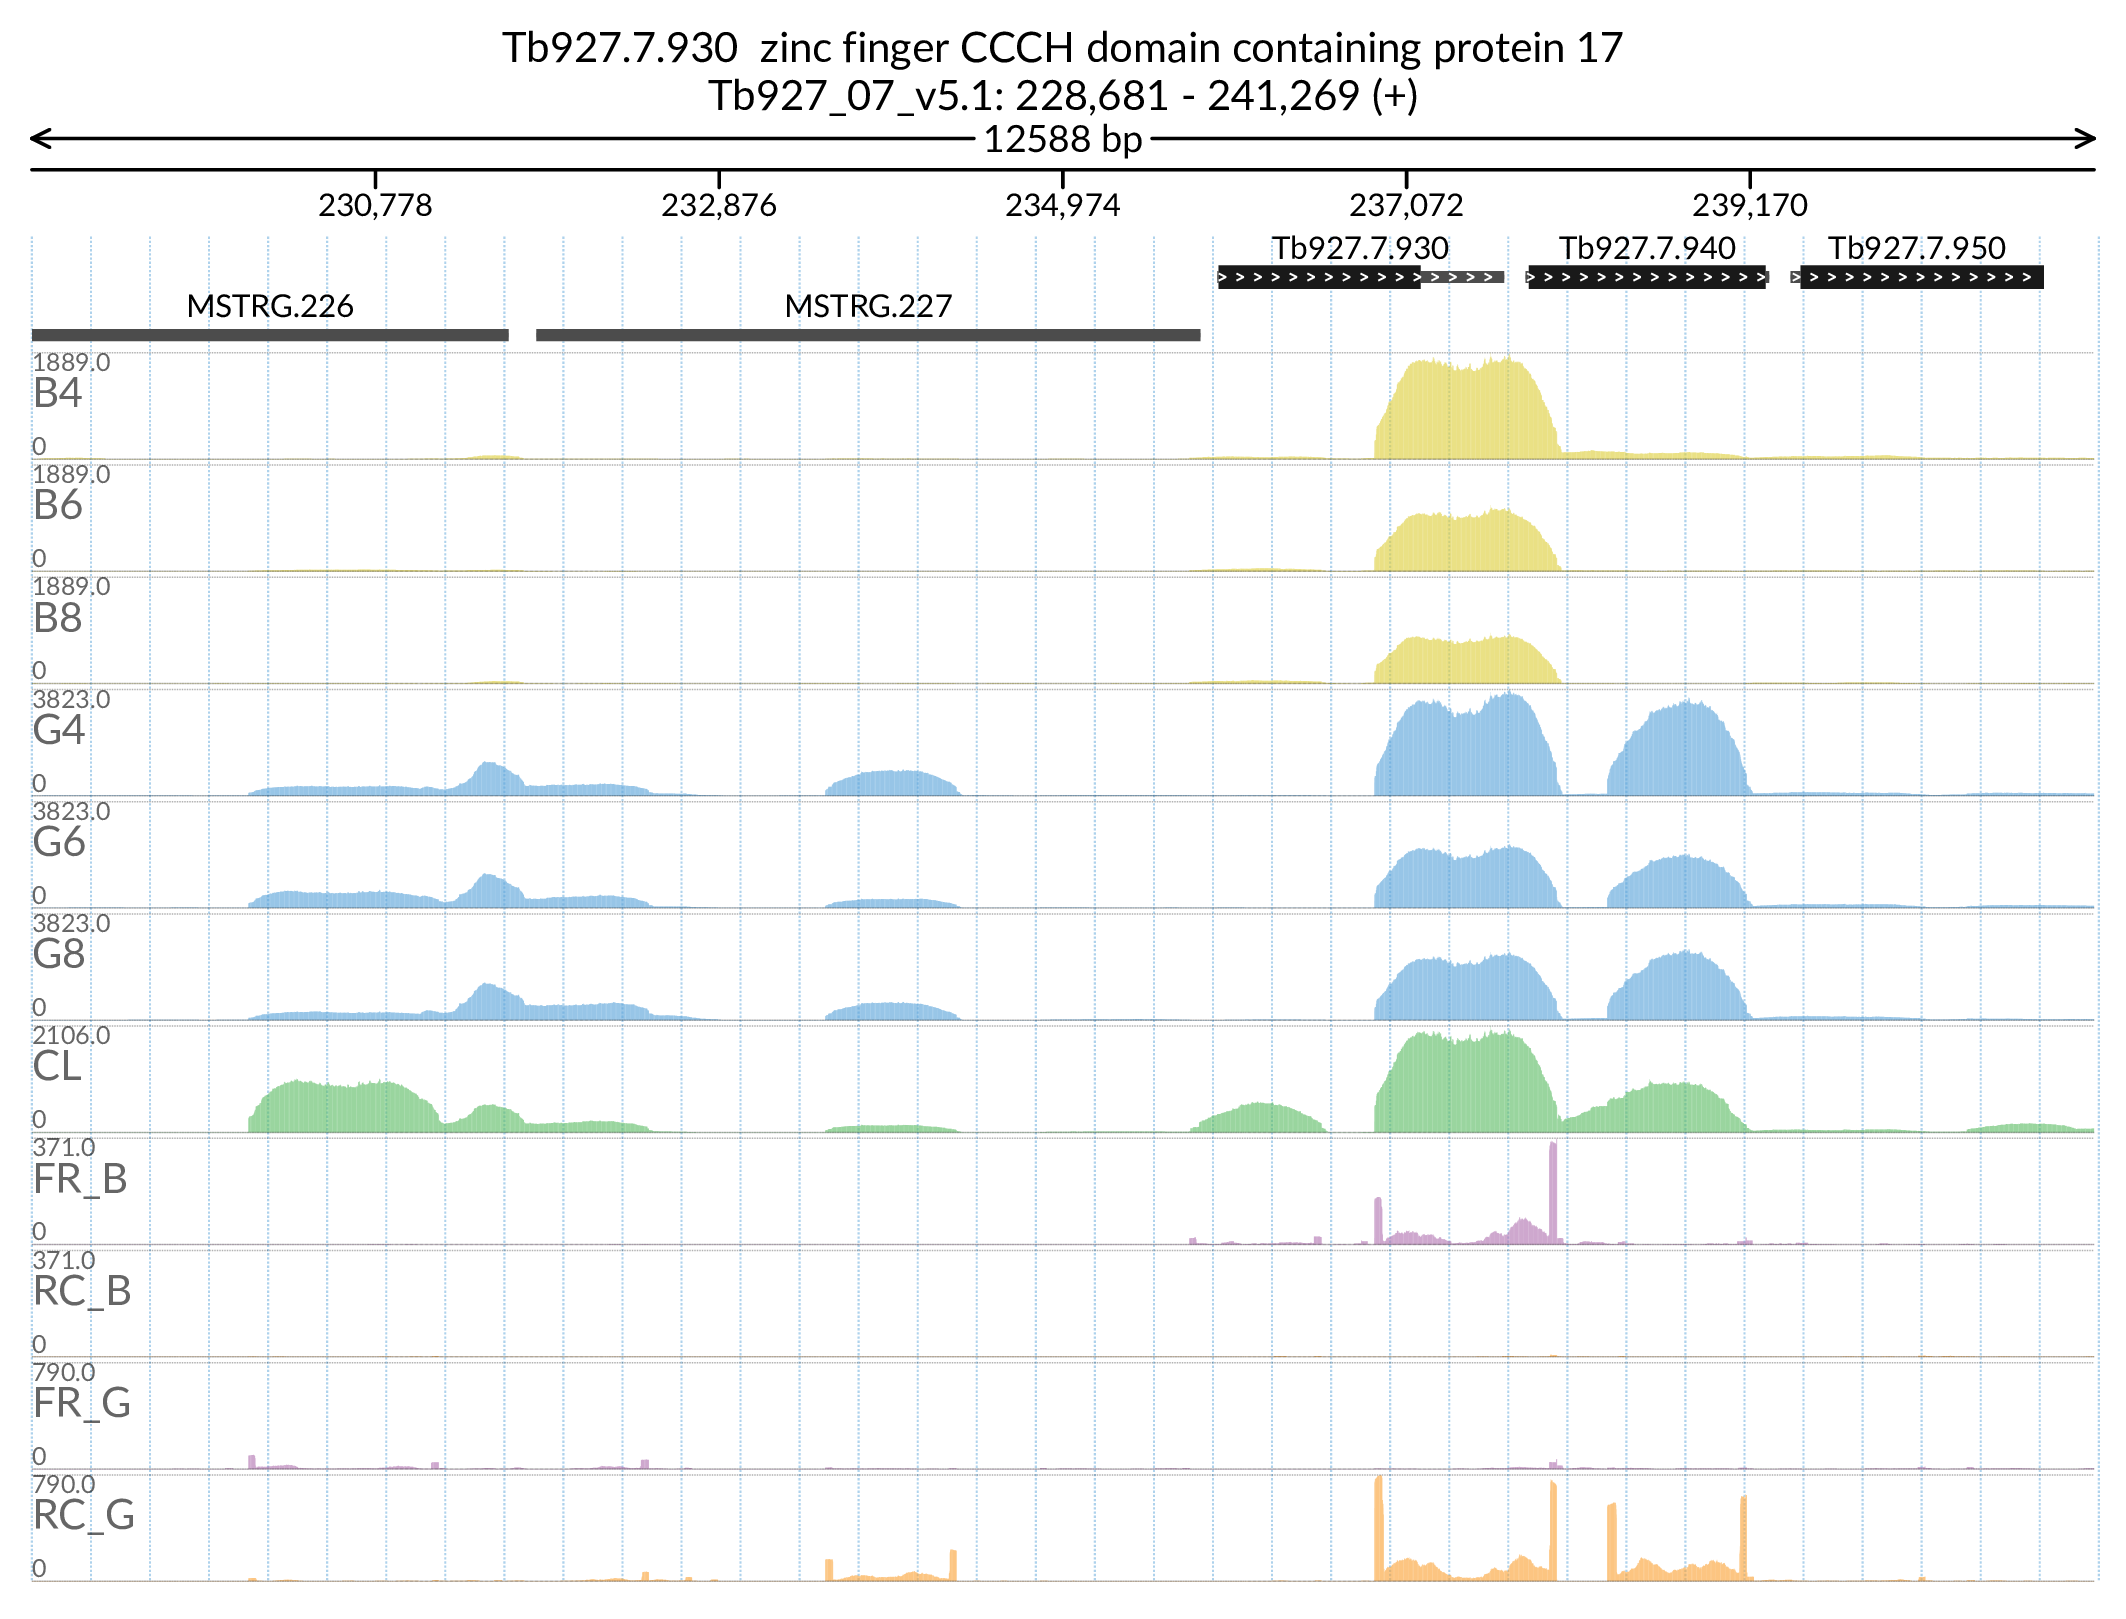 Tb927.7.930  zinc finger CCCH domain containing protein 17
Tb927_07_v5.1: 228,681 - 241,269 (+)
12588 bp
230,778 232,876 234,974 237,072 239,170
Tb927.7.930 Tb927.7.940 Tb927.7.950
MSTRG.226 MSTRG.227
1889.0
B4
0
1889.0
B6
0
1889.0
B8
0
3823.0
G4
0
3823.0
G6
0
3823.0
G8
0
2106.0
CL
0
371.0
FR_B
0
371.0
RC_B
0
790.0
FR_G
0
790.0
RC_G
0